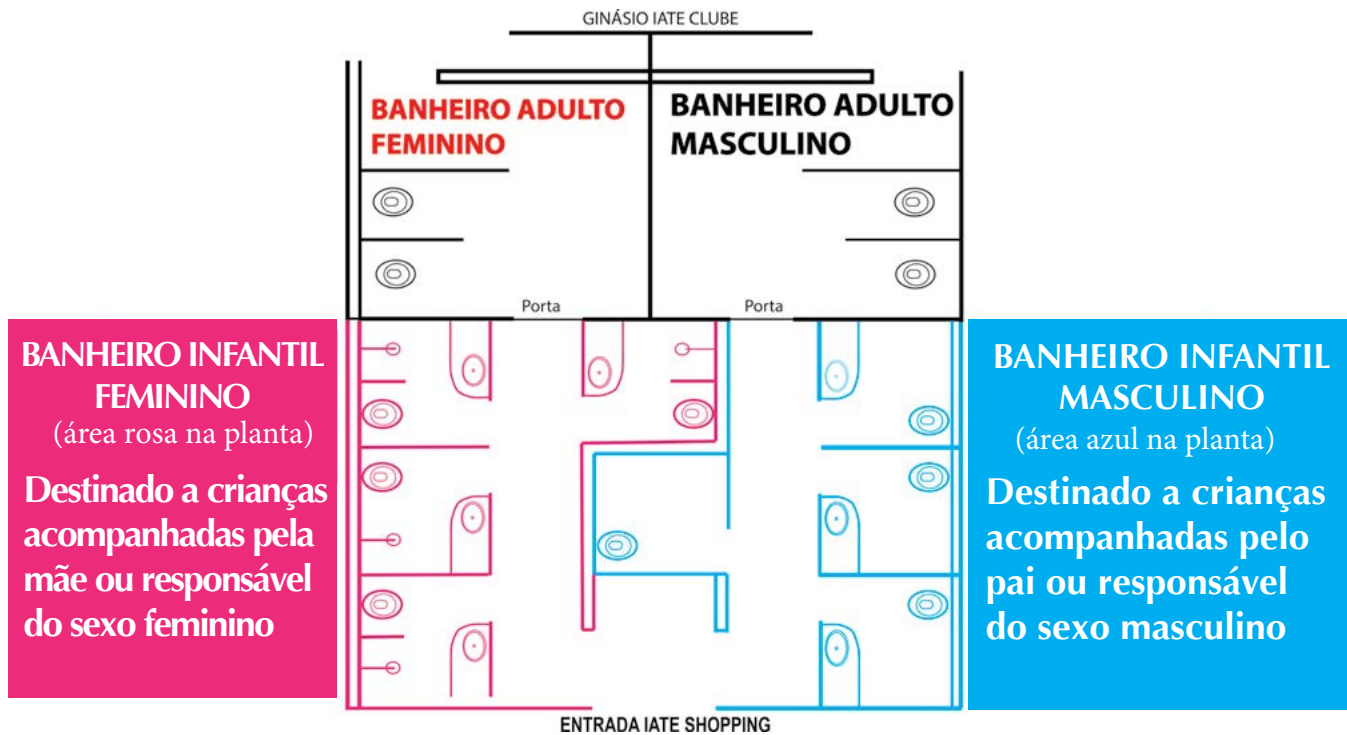 GINÁSIO IATE CLUBE
BANHEIRO ADULTO
FEMININO
BANHEIRO ADULTO
MASCULINO
Porta
Porta
BANHEIRO INFANTIL
FEMININO
(área rosa na planta)
Destinado a crianças
acompanhadas pela
mãe ou responsável
do sexo feminino
BANHEIRO INFANTIL
MASCULINO
(área azul na planta)
Destinado a crianças
acompanhadas pelo
pai ou responsável
do sexo masculino
ENTRADA IATE SHOPPING